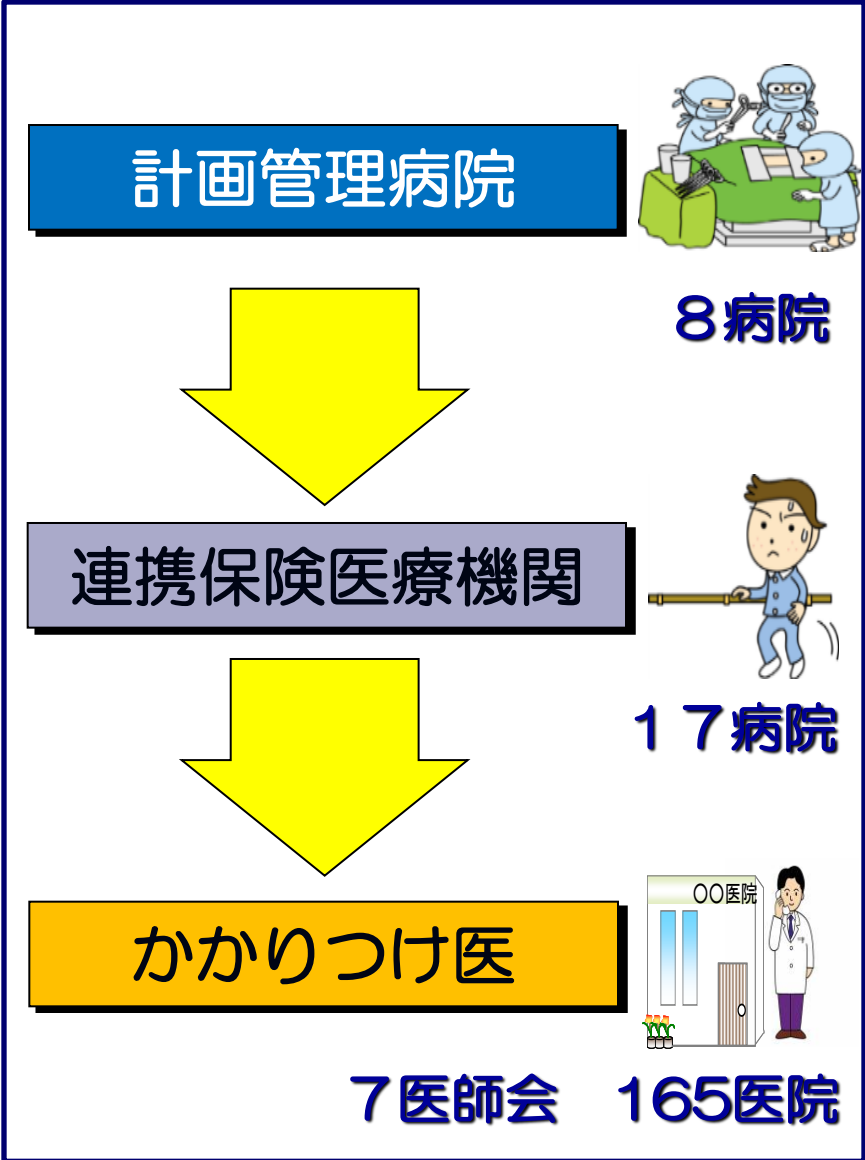 計画管理病院
８病院
連携保険医療機関
１７病院
〇〇医院
かかりつけ医
７医師会　165医院